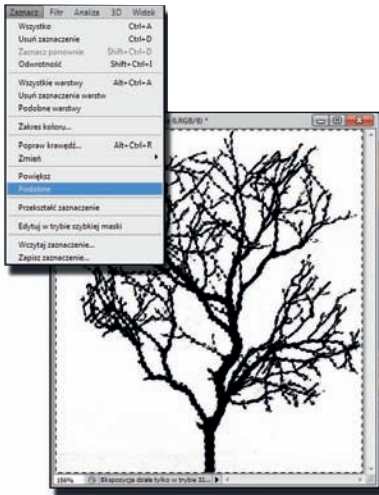 Zaznacz Filtr Analiza 3D Widok
Wszystko Ctrl+A
Usuń zaznaczenie Ctrl+D
Zaznacz ponownie Shift+Ctrl+D
Odwrotność Shift+Ctrl+I
Wszystkie warstwy Alt+Ctrl+A
Usuń zaznaczenia warstw
Podobne warstwy
Zakres koloru...
Popraw krawędź... Alt+Ctrl+R
Zmień
Powiększ
Podobne
Przekształć zaznaczenie
Edytuj w trybie szybkiej maski
Wczytaj zaznaczenie...
Zapisz zaznaczenie...
0,RGB/8) *
Ekspozycja działa tylko w trybie 32...